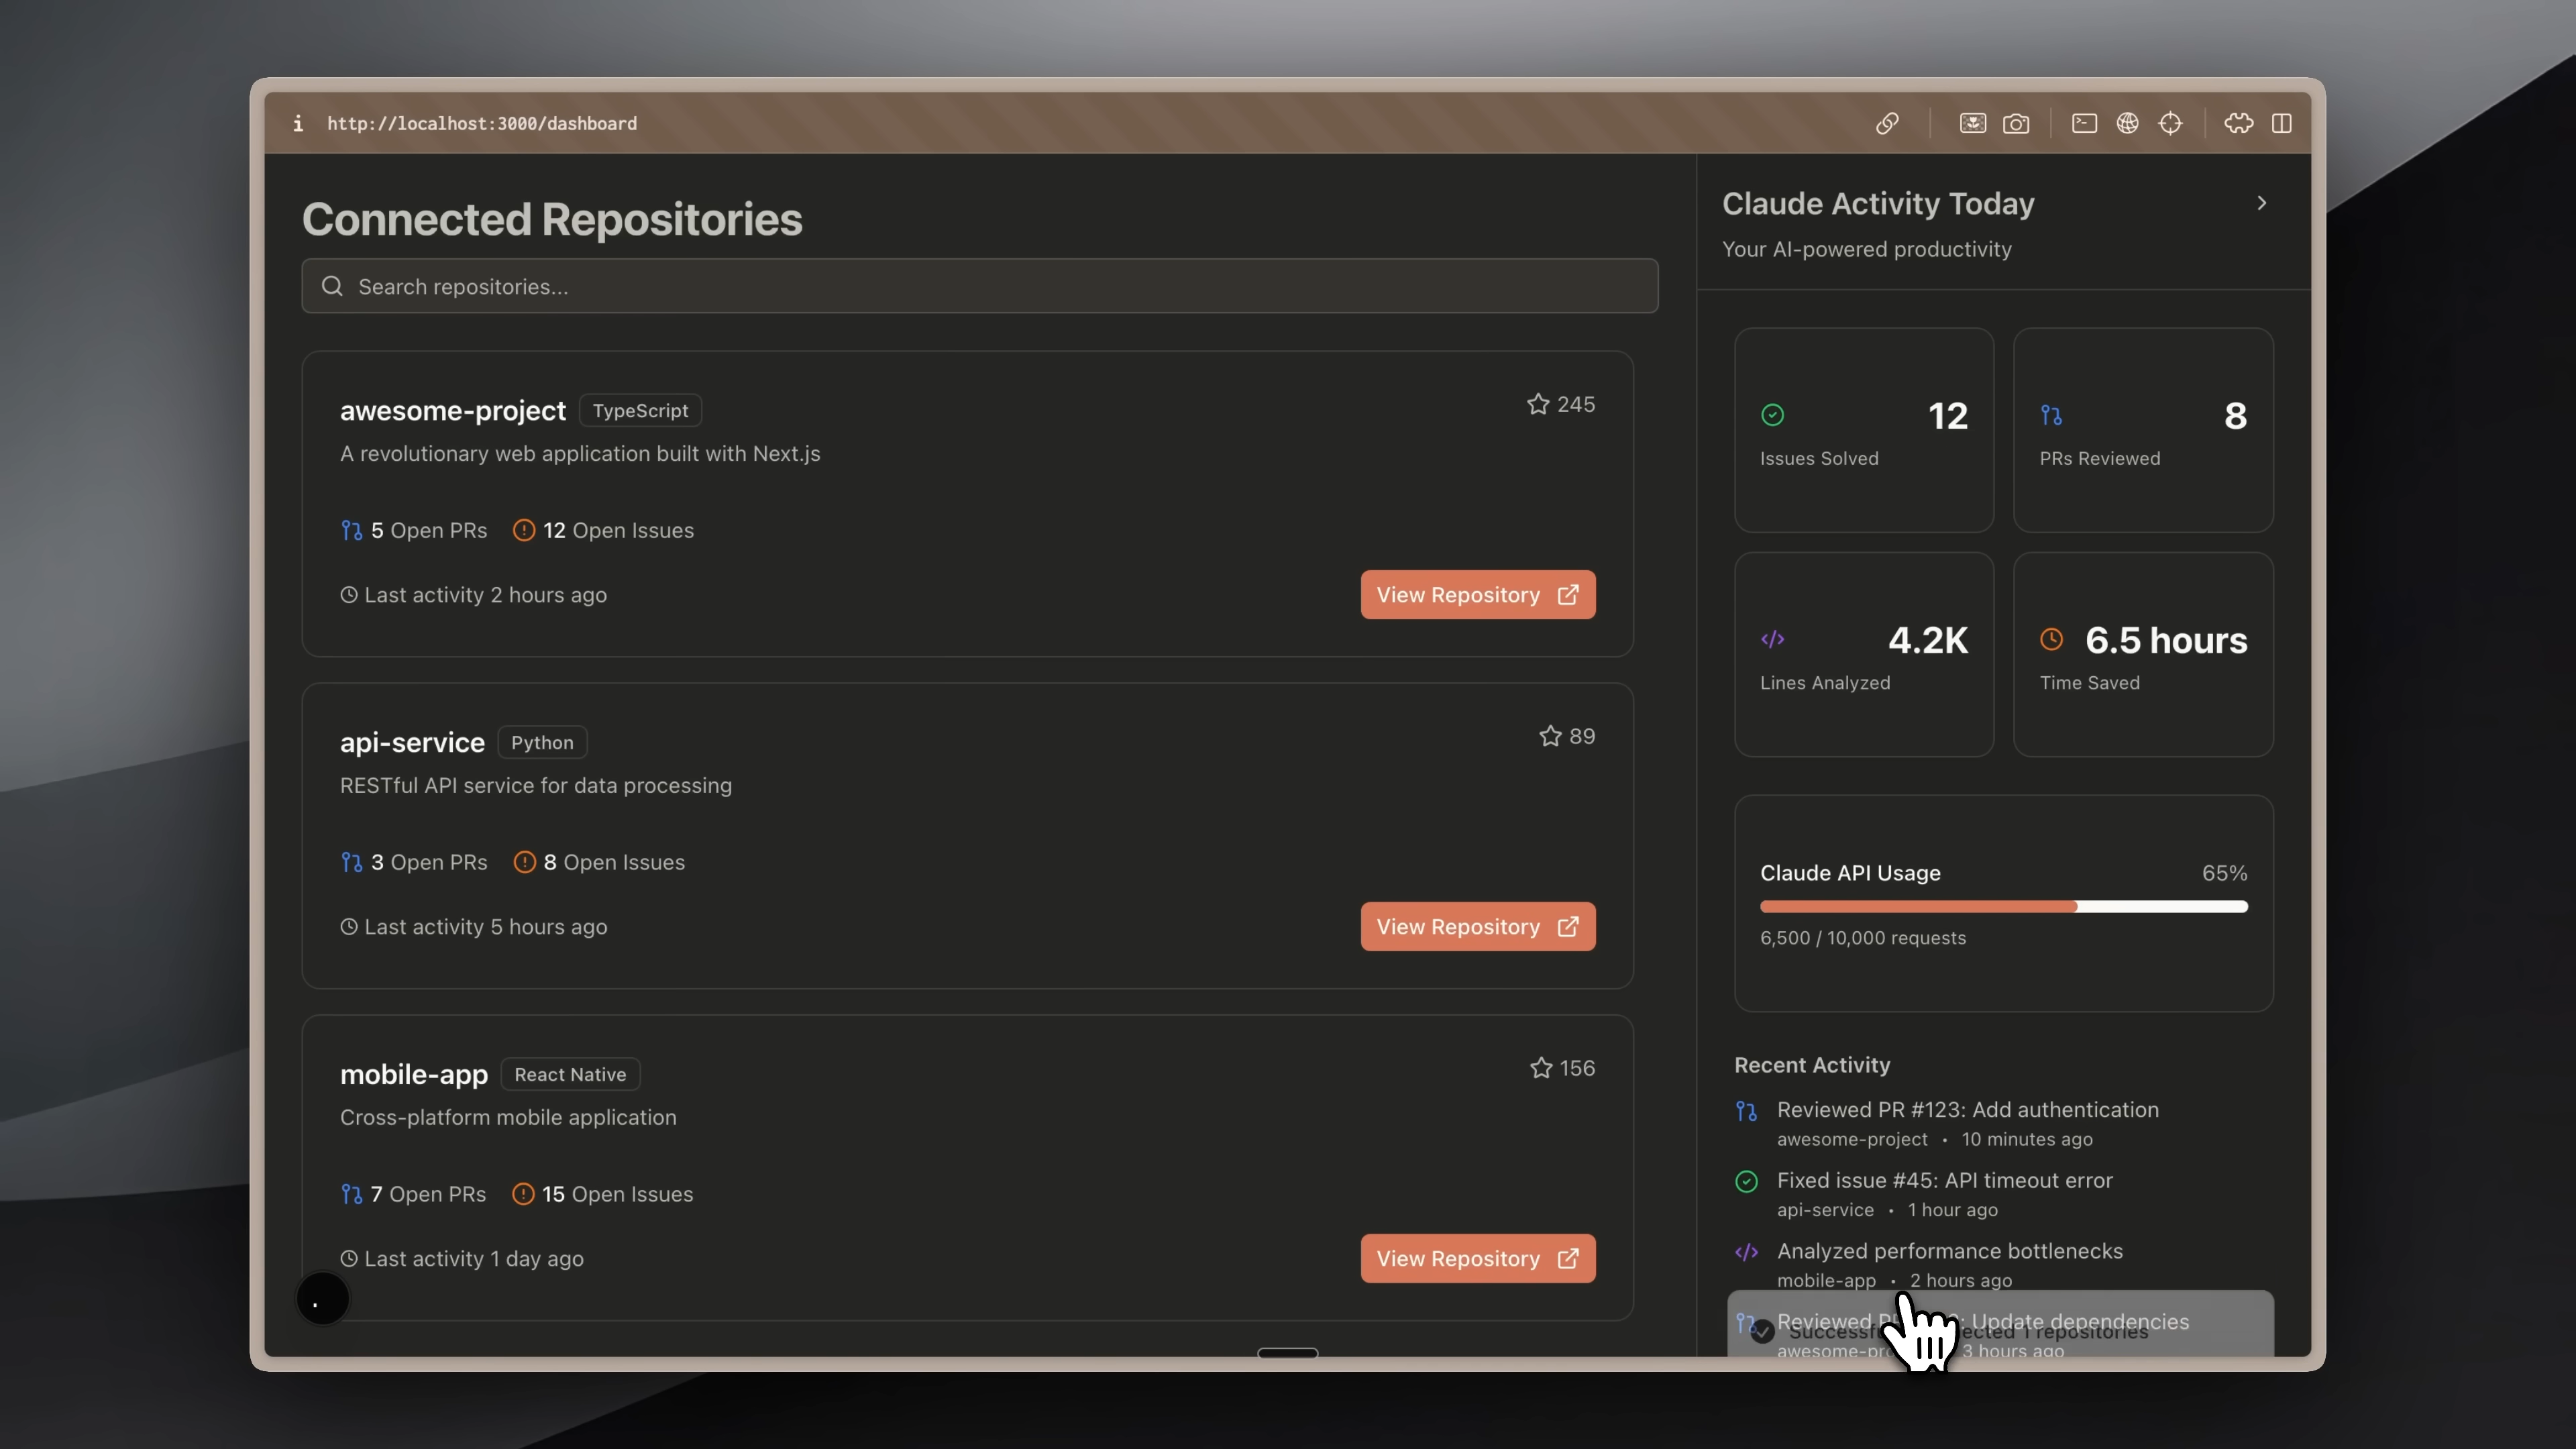 i http://localhost:3000/dashboard
Connected Repositories
Search repositories...
awesome-project TypeScript 245
A revolutionary web application built with Next.js
5 Open PRs 12 Open Issues
Last activity 2 hours ago View Repository
api-service Python 89
RESTful API service for data processing
3 Open PRs 8 Open Issues
Last activity 5 hours ago View Repository
mobile-app React Native 156
Cross-platform mobile application
7 Open PRs 15 Open Issues
Last activity 1 day ago View Repository
Claude Activity Today
Your AI-powered productivity
12
Issues Solved
8
PRs Reviewed
4.2K
Lines Analyzed
6.5 hours
Time Saved
Claude API Usage 65%
6,500 / 10,000 requests
Recent Activity
Reviewed PR #123: Add authentication
awesome-project • 10 minutes ago
Fixed issue #45: API timeout error
api-service • 1 hour ago
Analyzed performance bottlenecks
mobile-app • 2 hours ago
Reviewed Update dependencies
1 repositories
3 hours ago